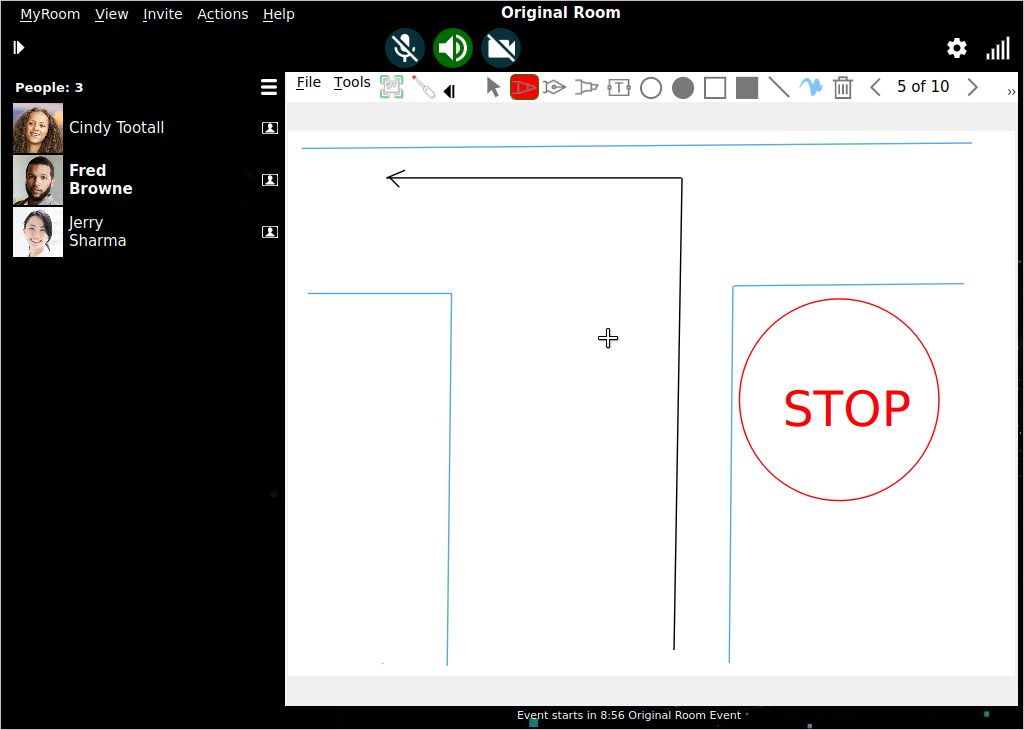 MyRoom View Invite Actions Help
Original Room
People: 3
Cindy Tootall
Fred
Browne
Jerry
Sharma
File Tools
5 of 10
STOP
Event starts in 8:56 Original Room Event